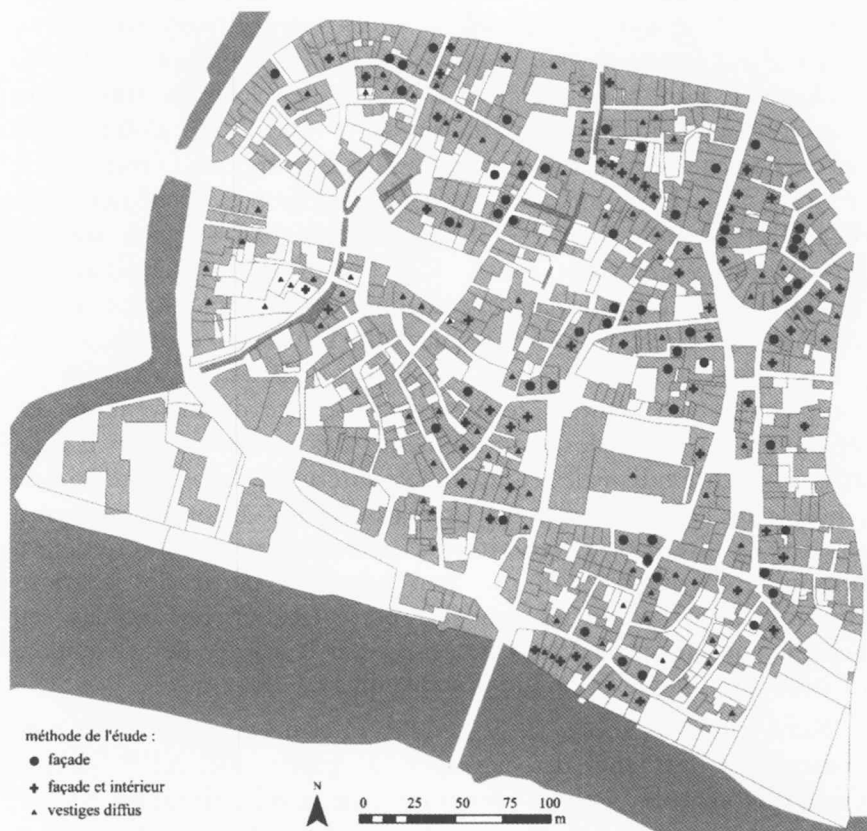 méthode de l'étude :
façade
façade et intérieur
vestiges diffus
N
0 25 50 75 100
m